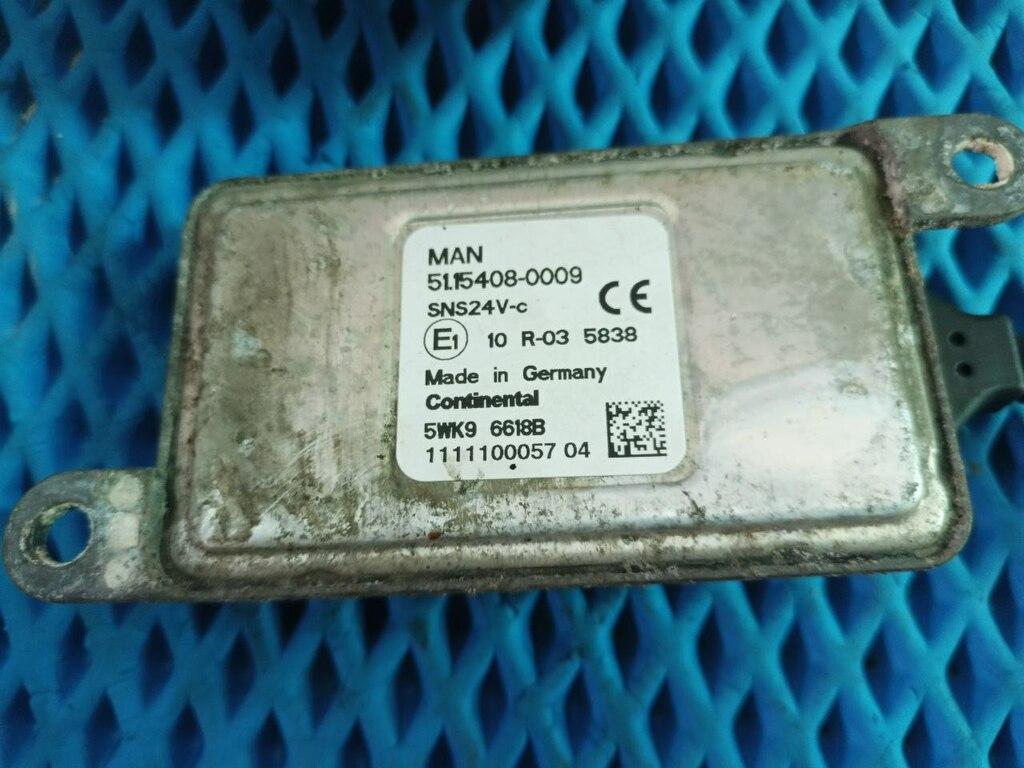 MAN
51.15408-0009
SNS24V-c
CE
E1 10 R-03 5838
Made in Germany
Continental
5WK9 6618B
1111100057 04